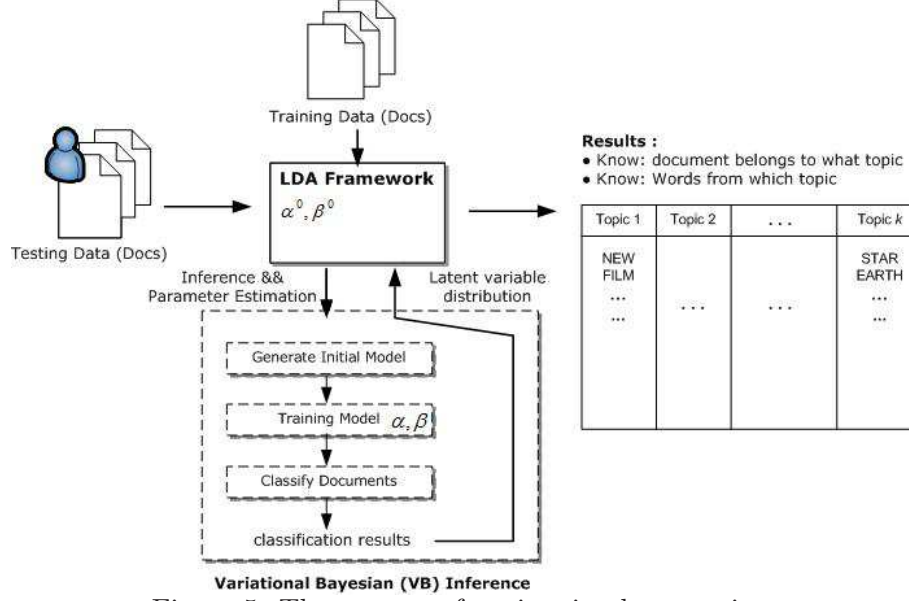 Training Data (Docs)
Testing Data (Docs)
LDA Framework
α⁰, β⁰
Results :
● Know: document belongs to what topic
● Know: Words from which topic
Topic 1 Topic 2 . . . Topic k
NEW STAR
FILM EARTH
... . . . . . . ...
... ...
Inference &&
Parameter Estimation
Latent variable
distribution
Generate Initial Model
Training Model α, β
Classify Documents
classification results
Variational Bayesian (VB) Inference